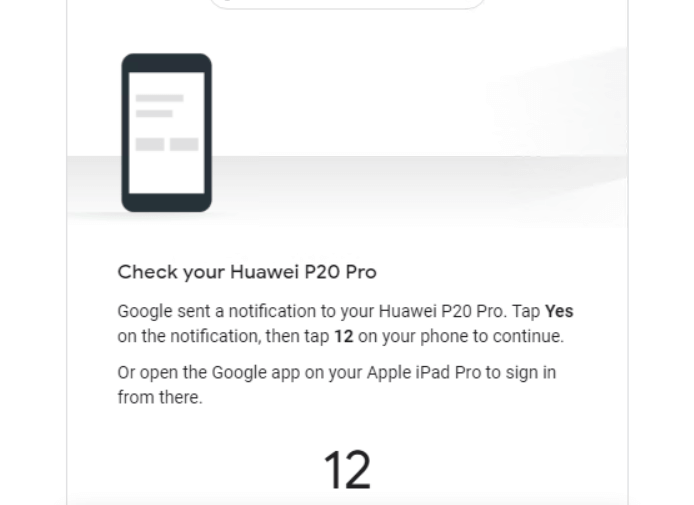 Check your Huawei P20 Pro
Google sent a notification to your Huawei P20 Pro. Tap Yes
on the notification, then tap 12 on your phone to continue.
Or open the Google app on your Apple iPad Pro to sign in
from there.
12